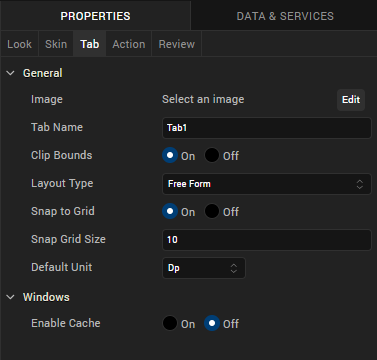 PROPERTIES DATA & SERVICES
Look Skin Tab Action Review
General
Image Select an image Edit
Tab Name Tab1
Clip Bounds On Off
Layout Type Free Form
Snap to Grid On Off
Snap Grid Size 10
Default Unit Dp
Windows
Enable Cache On Off